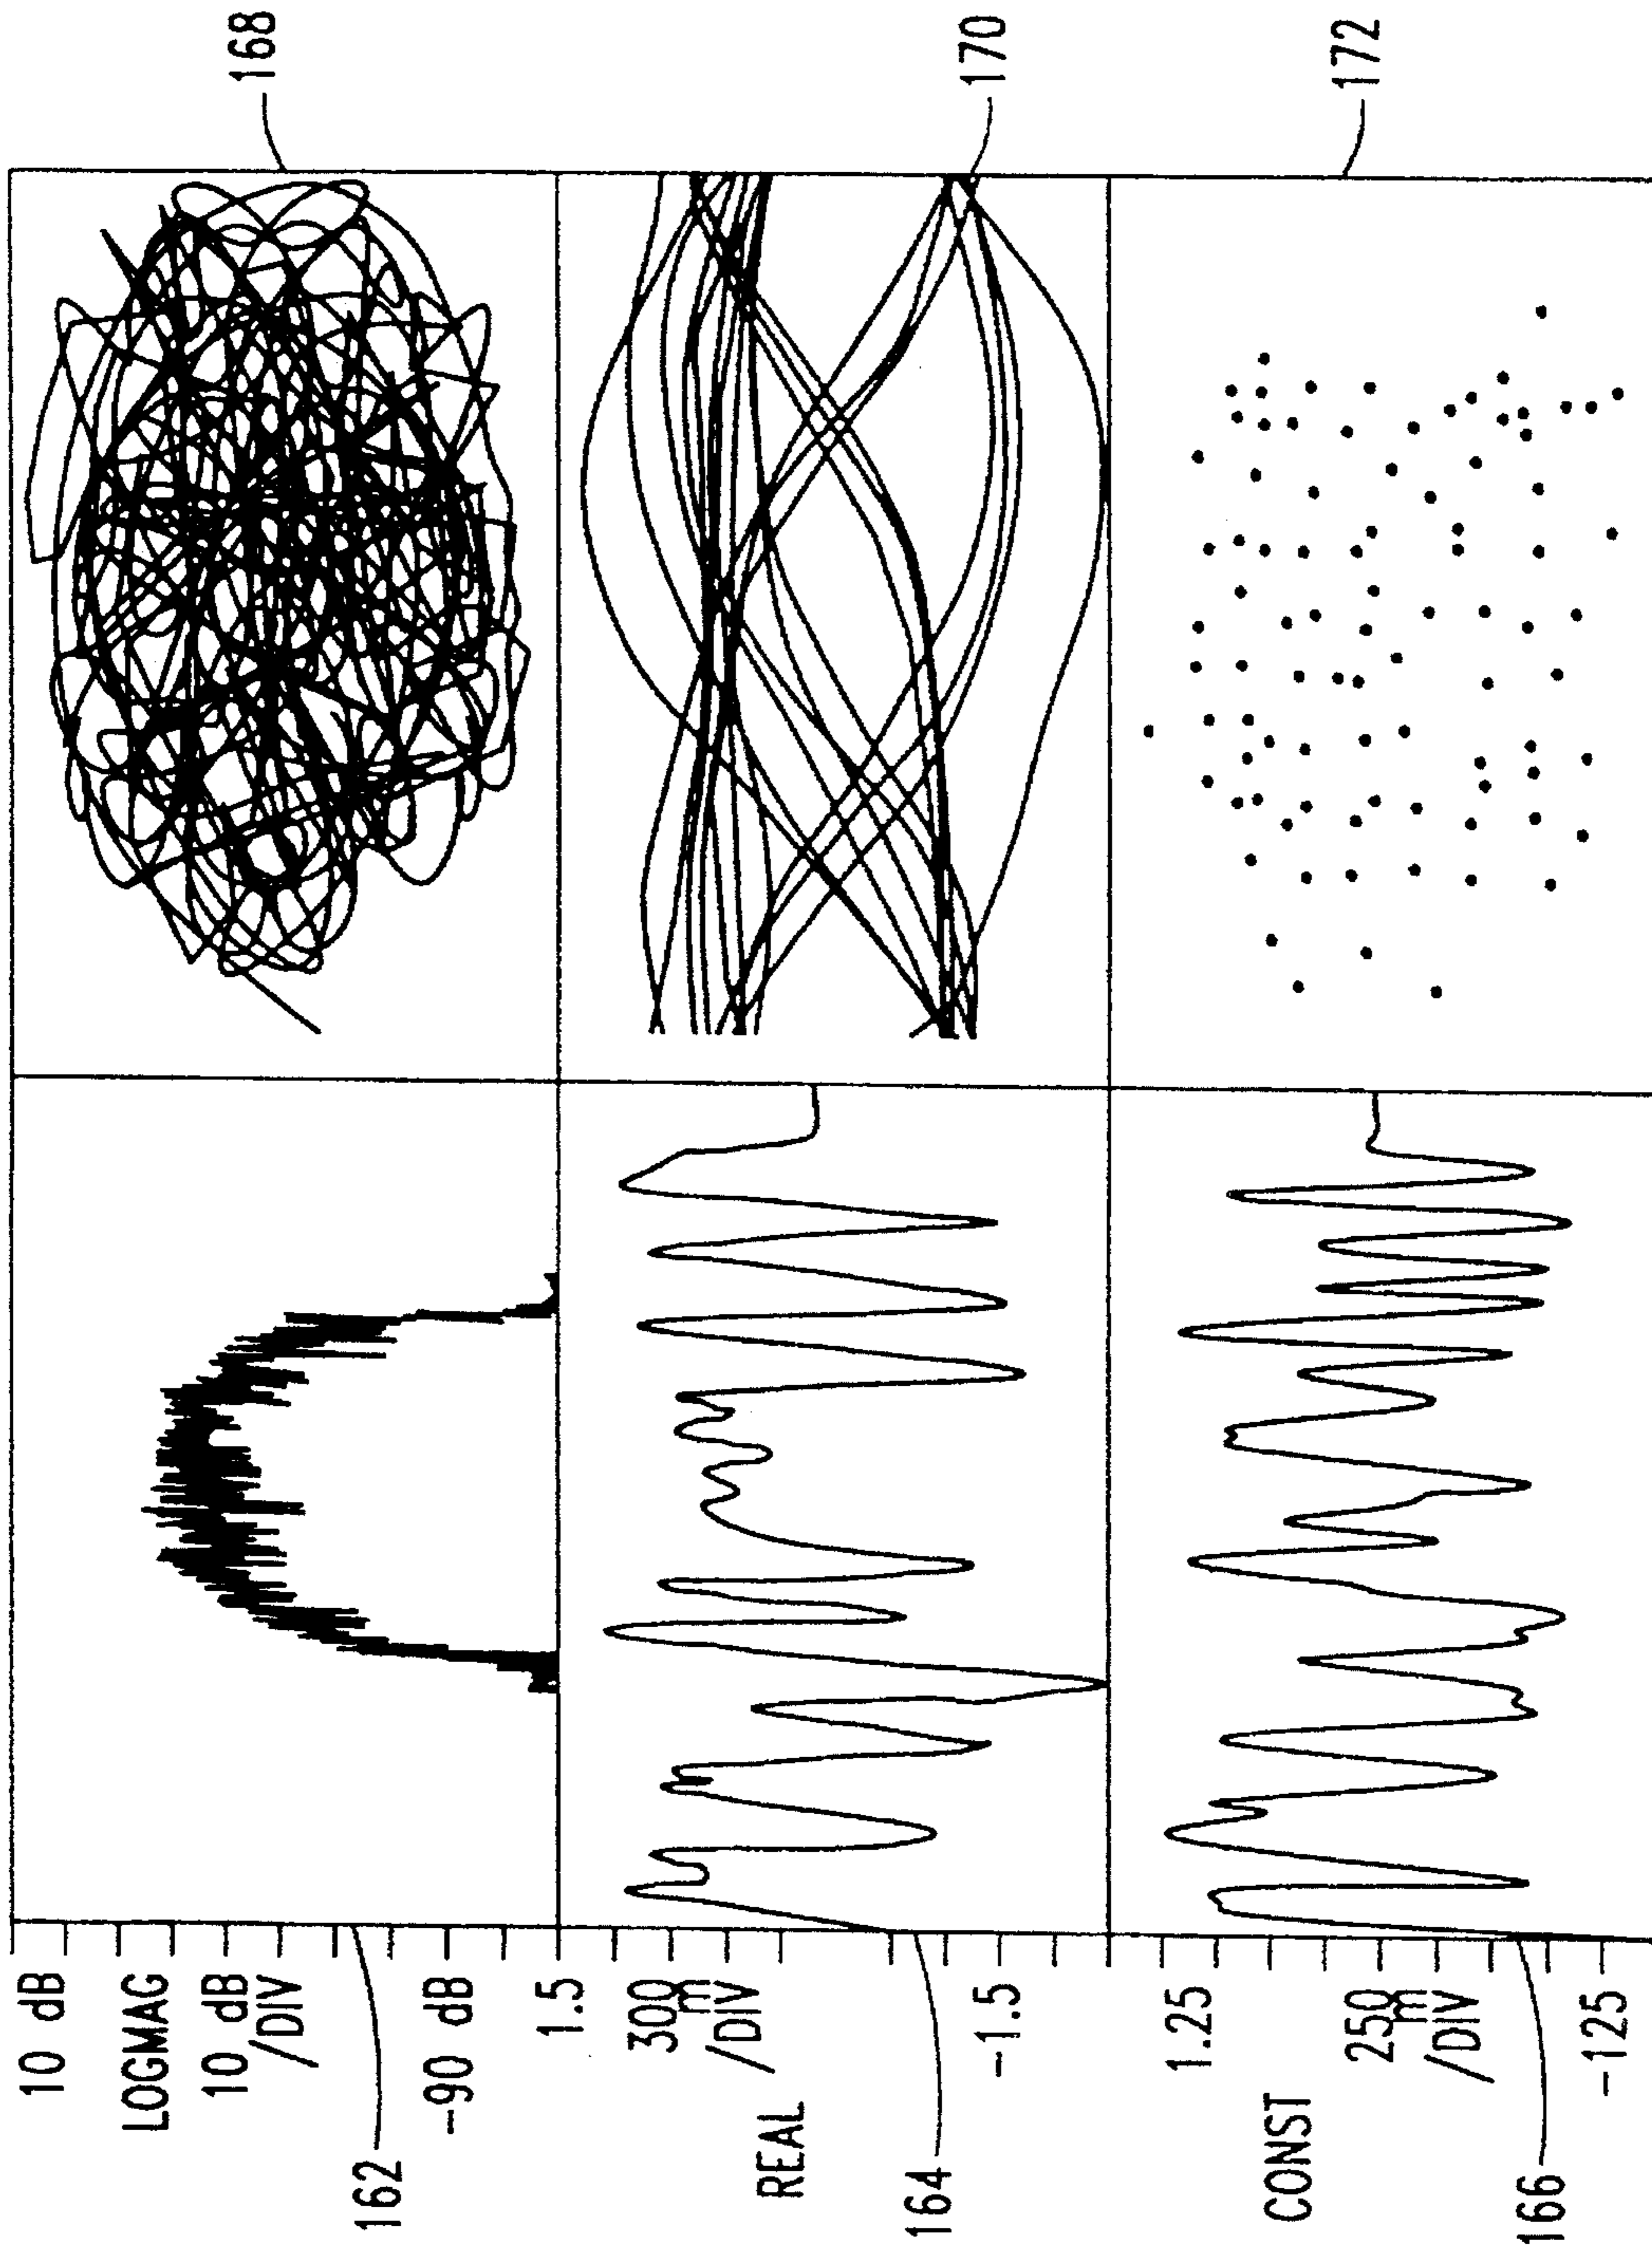 10 dB
LOGMAG
10 dB
/DIV
-90 dB
162
1.5
300
m
/DIV
REAL
-1.5
164
1.25
250
m
/DIV
CONST
-125
166
168
170
172